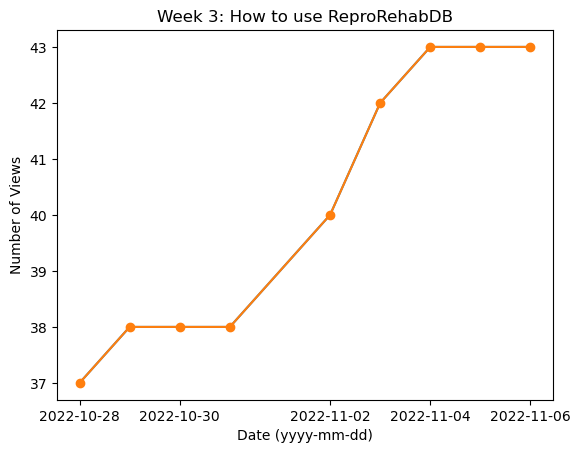 Week 3: How to use ReproRehabDB
Number of Views
43
42
41
40
39
38
37
2022-10-28 2022-10-30 2022-11-02 2022-11-04 2022-11-06
Date (yyyy-mm-dd)